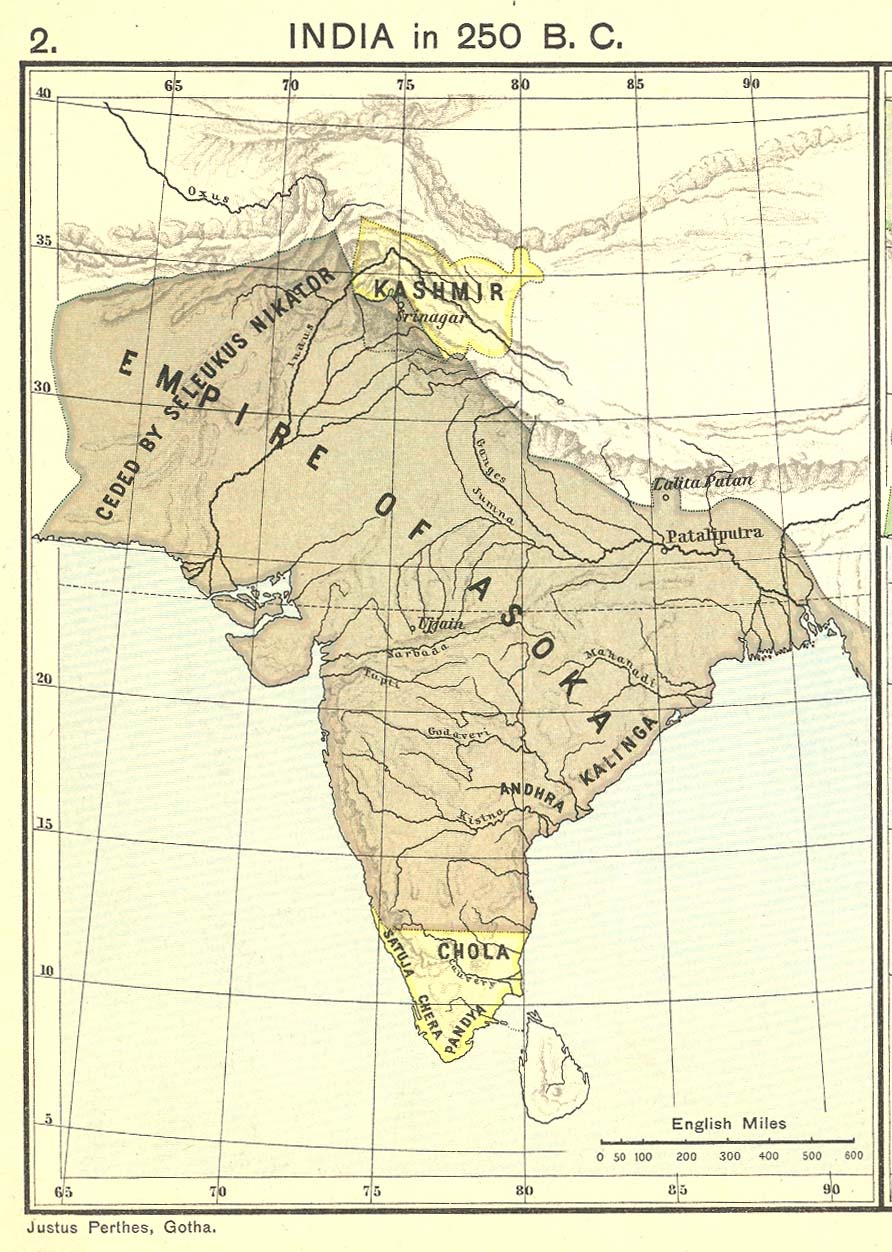 2.
INDIA in 250 B. C.
65 70 75 80 85 90
40
Oxus
35
KASHMIR
Srinagar
CEDED BY SELEUKUS NIKATOR
Indus
30
EMPIRE OF ASOKA
Ganges
Jumna
Lalita Patan
Pataliputra
Ujjain
Narbada
Tapti
Mahanadi
20
Godaveri
KALINGA
ANDHRA
Kistna
15
SATUJA
CHOLA
Cauvery
10
CHERA
PANDYA
5
English Miles
0 50 100 200 300 400 500 600
65 70 75 80 85 90
Justus Perthes, Gotha.